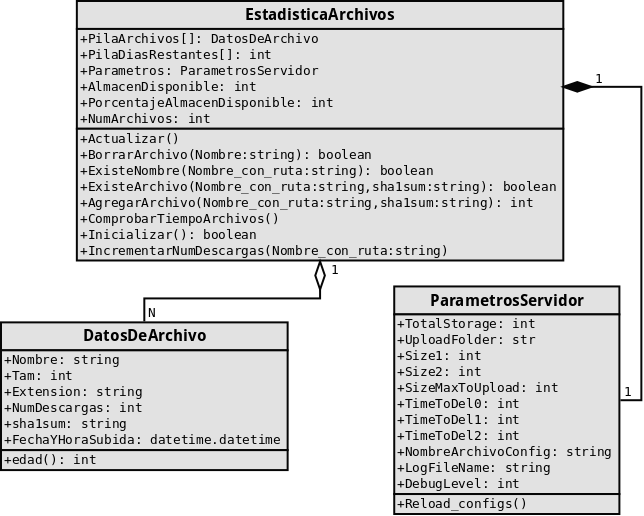 EstadisticaArchivos
+PilaArchivos[]: DatosDeArchivo
+PilaDiasRestantes[]: int
+Parametros: ParametrosServidor
+AlmacenDisponible: int
+PorcentajeAlmacenDisponible: int
+NumArchivos: int
+Actualizar()
+BorrarArchivo(Nombre:string): boolean
+ExisteNombre(Nombre_con_ruta:string): boolean
+ExisteArchivo(Nombre_con_ruta:string,sha1sum:string): boolean
+AgregarArchivo(Nombre_con_ruta:string,sha1sum:string): int
+ComprobarTiempoArchivos()
+Inicializar(): boolean
+IncrementarNumDescargas(Nombre_con_ruta:string)
1
1
N
DatosDeArchivo
+Nombre: string
+Tam: int
+Extension: string
+NumDescargas: int
+sha1sum: string
+FechaYHoraSubida: datetime.datetime
+edad(): int
ParametrosServidor
+TotalStorage: int
+UploadFolder: str
+Size1: int
+Size2: int
+SizeMaxToUpload: int
+TimeToDel0: int
+TimeToDel1: int
+TimeToDel2: int
+NombreArchivoConfig: string
+LogFileName: string
+DebugLevel: int
+Reload_configs()
1